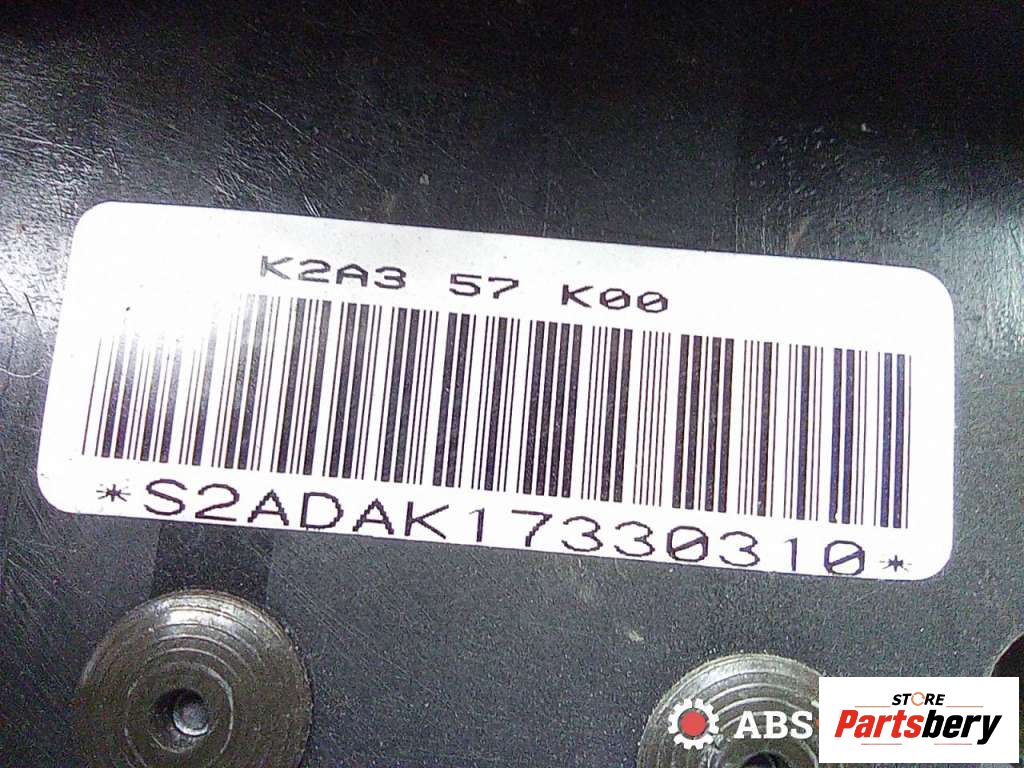 K2A3 57 K00
*S2ADAK17330310*
ABS
STORE
Partsbery